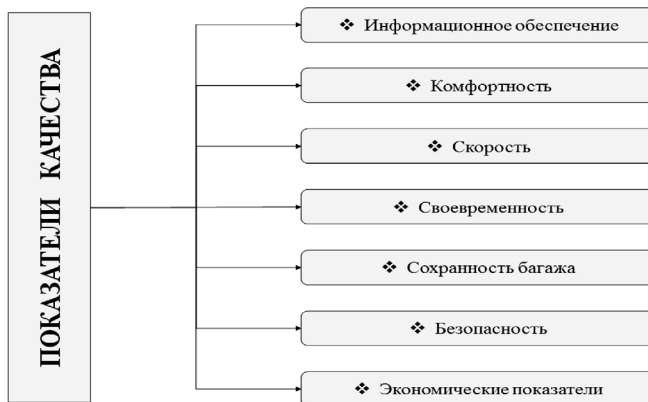 ПОКАЗАТЕЛИ КАЧЕСТВА
❖ Информационное обеспечение
❖ Комфортность
❖ Скорость
❖ Своевременность
❖ Сохранность багажа
❖ Безопасность
❖ Экономические показатели